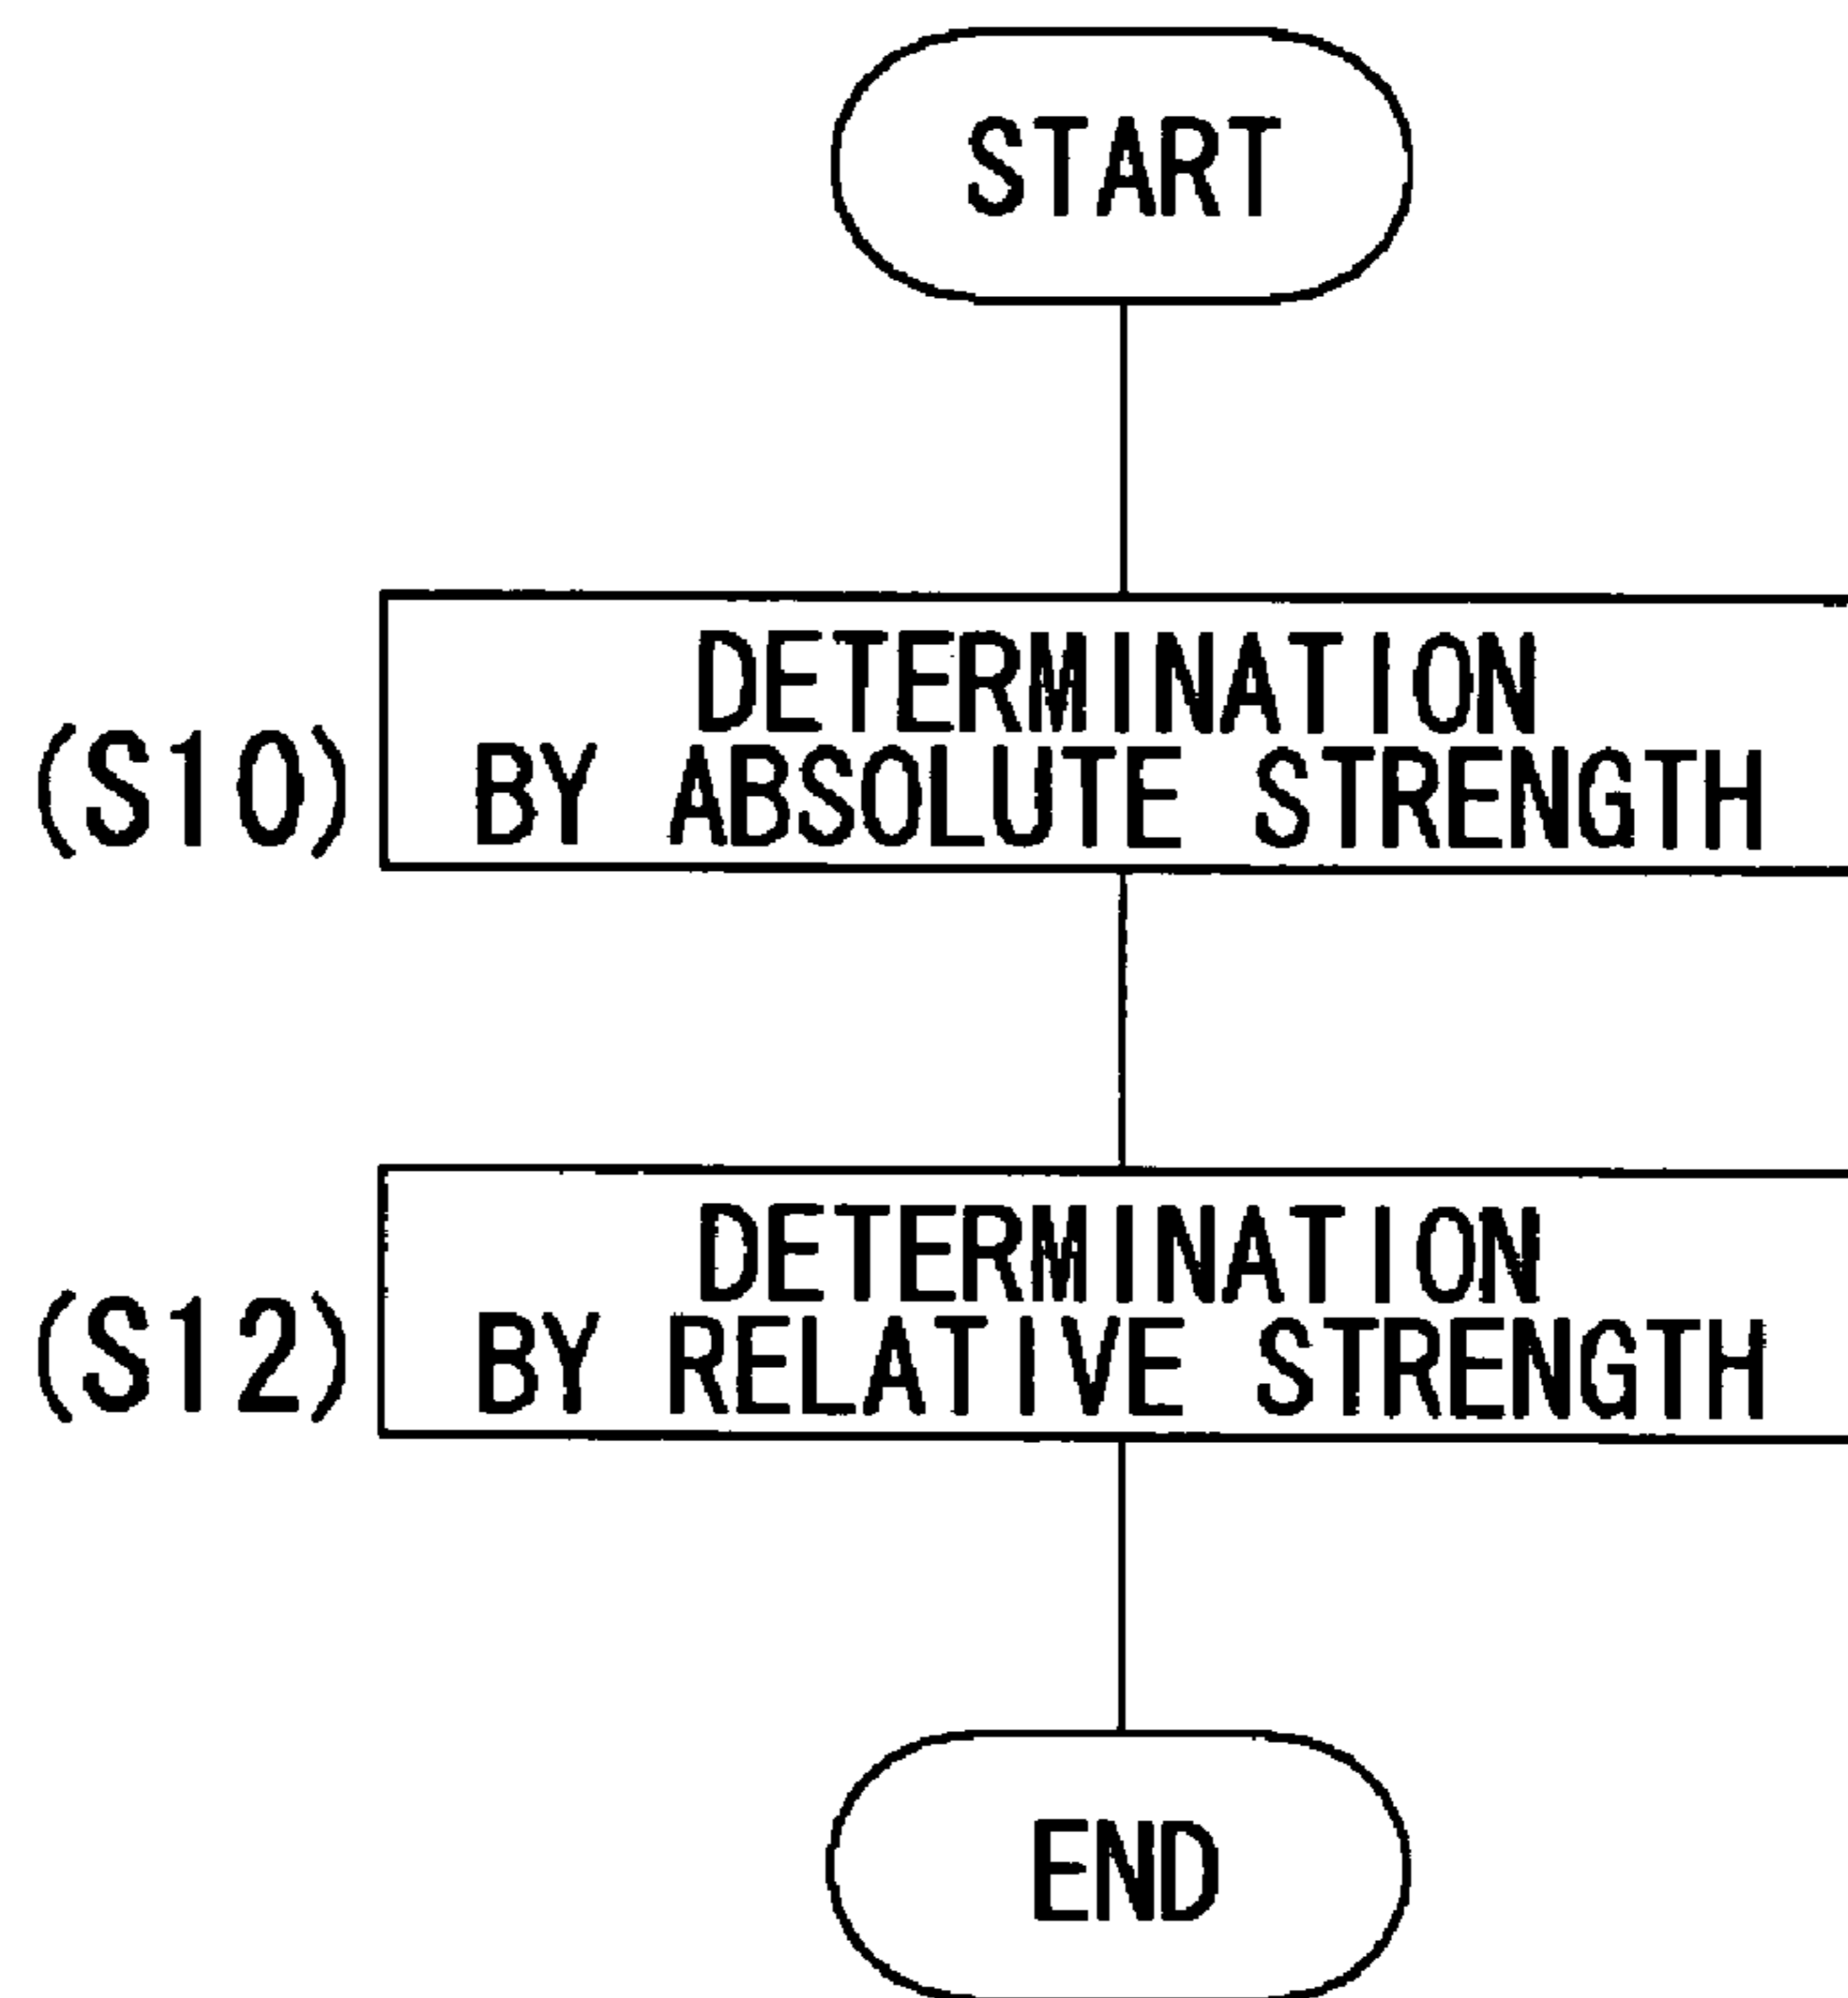 START
(S10)
DETERMINATION
BY ABSOLUTE STRENGTH
(S12)
DETERMINATION
BY RELATIVE STRENGTH
END